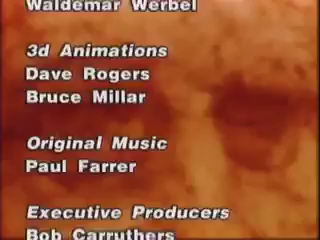 Waldemar Werbel
3d Animations
Dave Rogers
Bruce Millar
Original Music
Paul Farrer
Executive Producers
Bob Carruthers